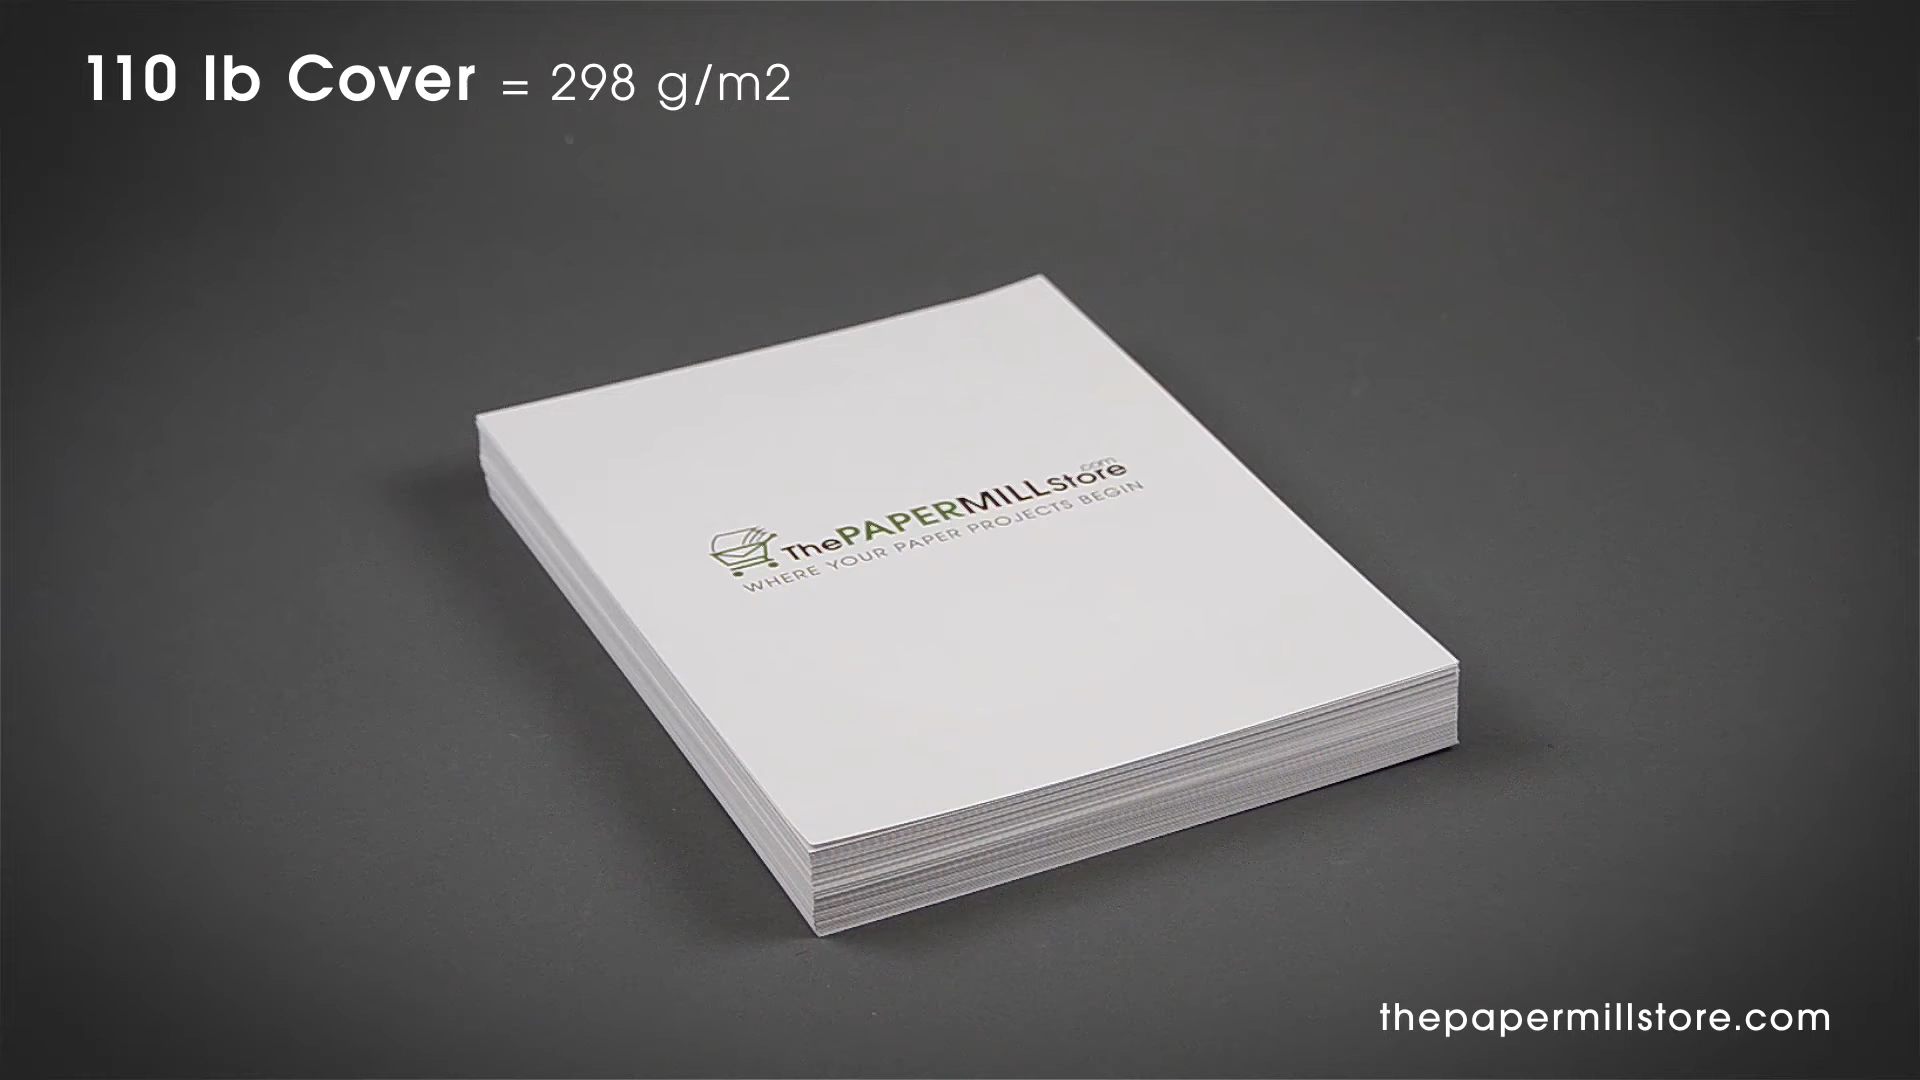 110 lb Cover = 298 g/m2
.com
ThePAPERMILLstore
WHERE YOUR PAPER PROJECTS BEGIN
thepapermillstore.com